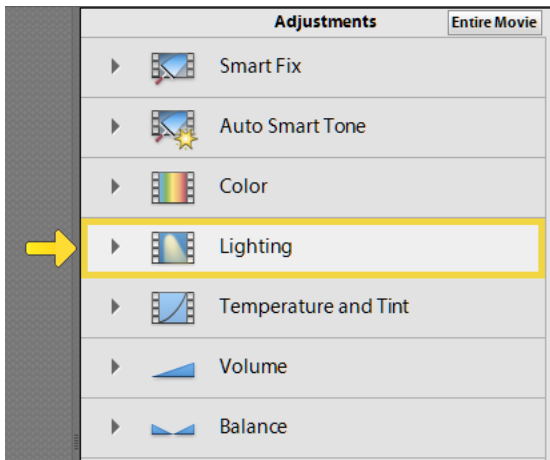 Adjustments Entire Movie
Smart Fix
Auto Smart Tone
Color
Lighting
Temperature and Tint
Volume
Balance